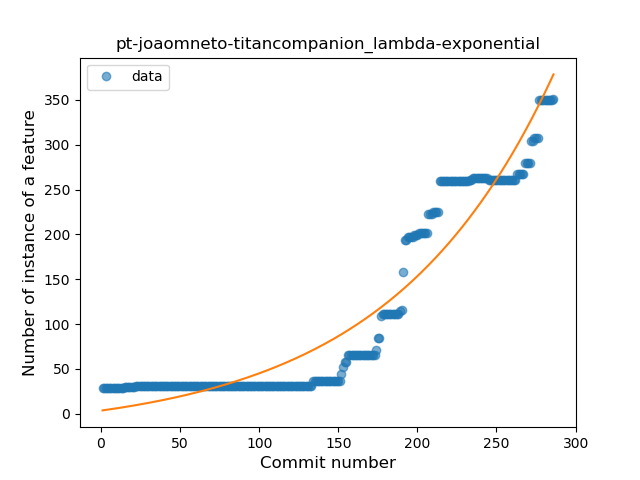 pt-joaomneto-titancompanion_lambda-exponential
data
Number of instance of a feature
350
300
250
200
150
100
50
0
0 50 100 150 200 250 300
Commit number